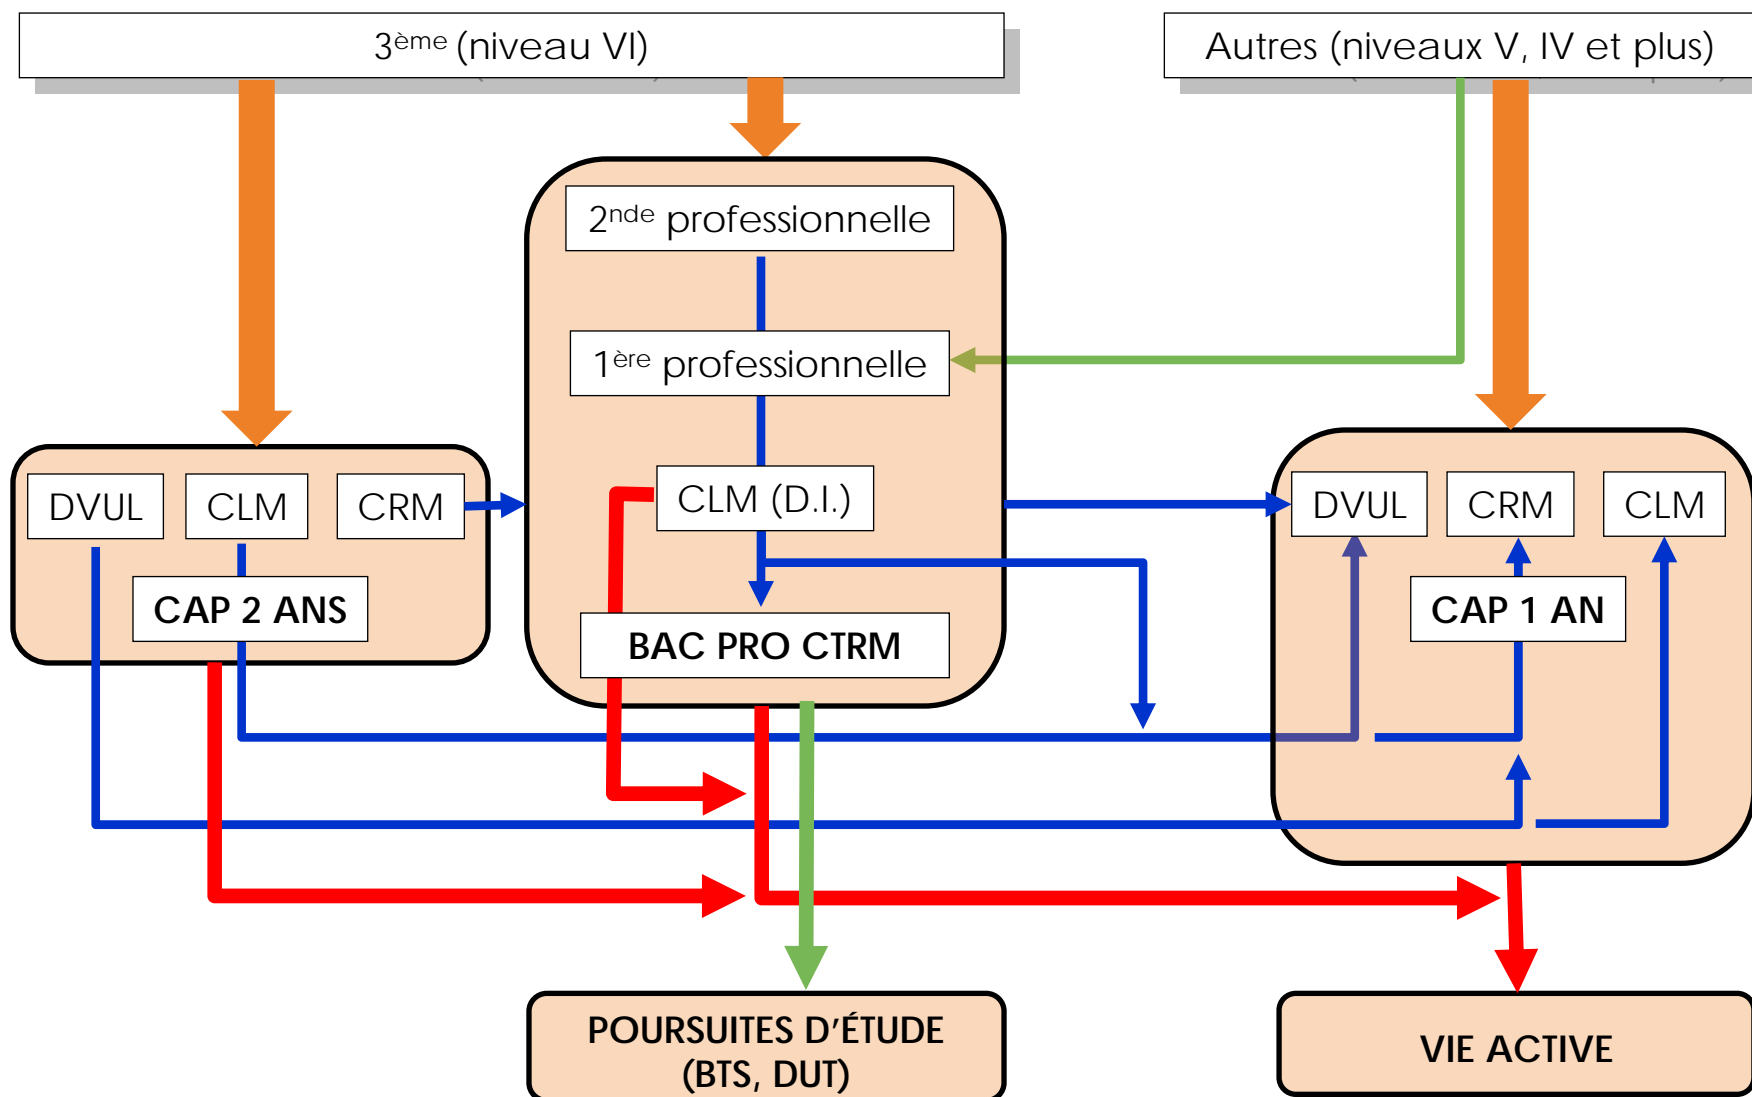 3ème (niveau VI)
Autres (niveaux V, IV et plus)
2nde professionnelle
1ère professionnelle
DVUL
CLM
CRM
CLM (D.I.)
DVUL
CRM
CLM
CAP 2 ANS
BAC PRO CTRM
CAP 1 AN
POURSUITES D’ÉTUDE
(BTS, DUT)
VIE ACTIVE